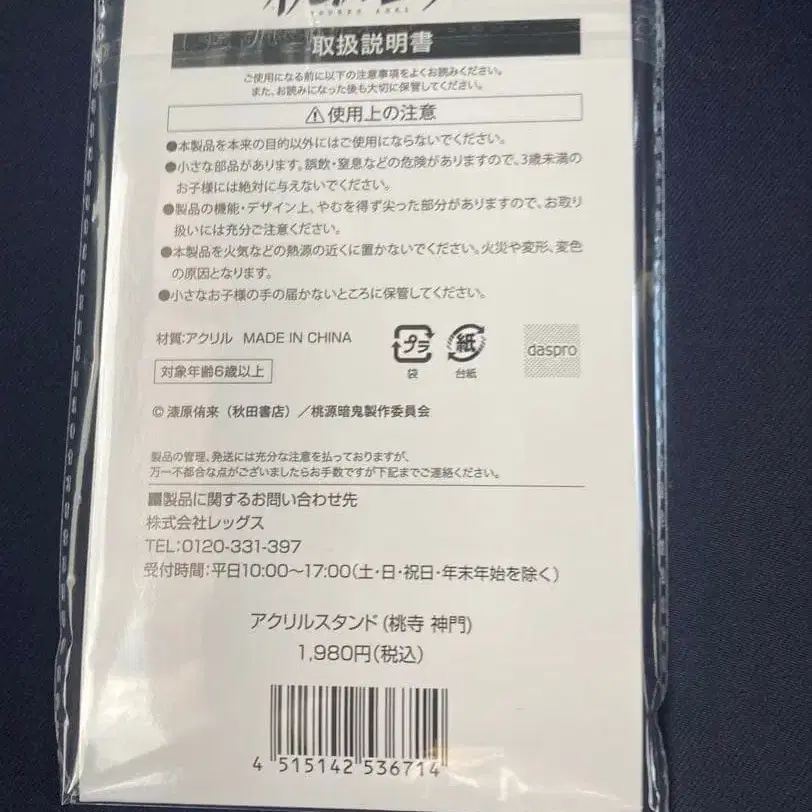 取扱説明書
ご使用になる前に以下の注意事項をよくお読みください。
また、お読みになった後も大切に保管してください。
⚠使用上の注意
●本製品を本来の目的以外にはご使用にならないでください。
●小さな部品があります。誤飲・窒息などの危険がありますので、3歳未満の
お子様には絶対に与えないでください。
●製品の機能・デザイン上、やむを得ず尖った部分がありますので、お取り
扱いには充分ご注意ください。
●本製品を火気などの熱源の近くに置かないでください。火災や変形、変色
の原因となります。
●小さなお子様の手の届かないところに保管してください。
材質:アクリル MADE IN CHINA
プラ
袋
紙
台紙
daspro
対象年齢6歳以上
© 漆原侑来（秋田書店）／桃源暗鬼製作委員会
製品の管理、発送には充分な注意を払っておりますが、
万一不都合な点がございましたらお手数ですが下記までご連絡ください。
■製品に関するお問い合わせ先
株式会社レッグス
TEL:0120-331-397
受付時間:平日10:00〜17:00(土・日・祝日・年末年始を除く)
アクリルスタンド(桃寺 神門)
1,980円(税込)
4 515142 536714